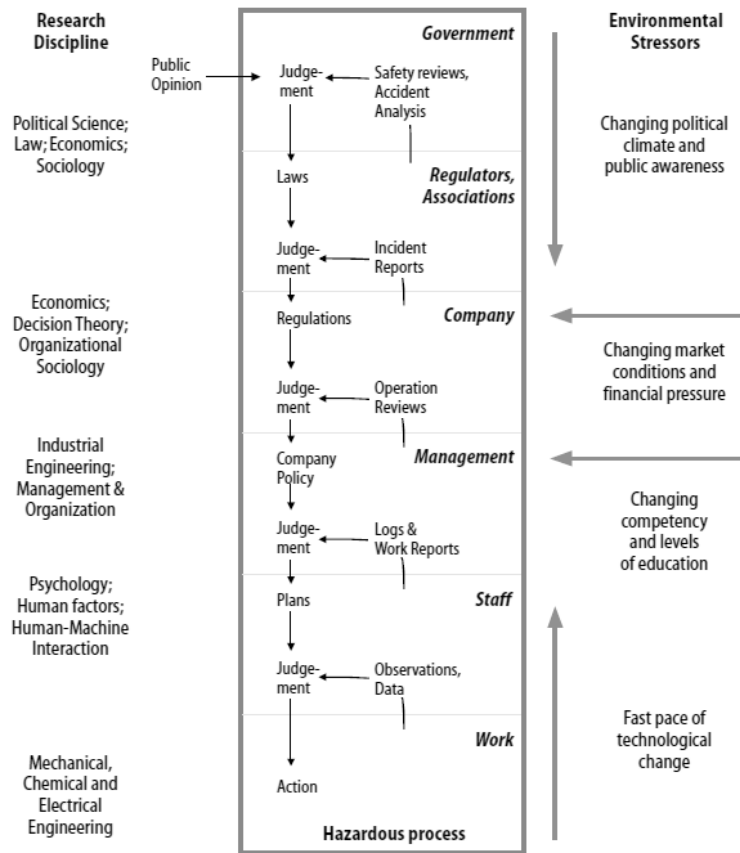 Research
Discipline
Government
Environmental
Stressors
Public
Opinion
Judge-
ment
Safety reviews,
Accident
Analysis
Political Science;
Law; Economics;
Sociology
Changing political
climate and
public awareness
Laws
Regulators,
Associations
Judge-
ment
Incident
Reports
Economics;
Decision Theory;
Organizational
Sociology
Regulations
Company
Changing market
conditions and
financial pressure
Judge-
ment
Operation
Reviews
Industrial
Engineering;
Management &
Organization
Company
Policy
Management
Changing
competency
and levels
of education
Judge-
ment
Logs &
Work Reports
Psychology;
Human factors;
Human-Machine
Interaction
Plans
Staff
Judge-
ment
Observations,
Data
Fast pace of
technological
change
Work
Mechanical,
Chemical and
Electrical
Engineering
Action
Hazardous process